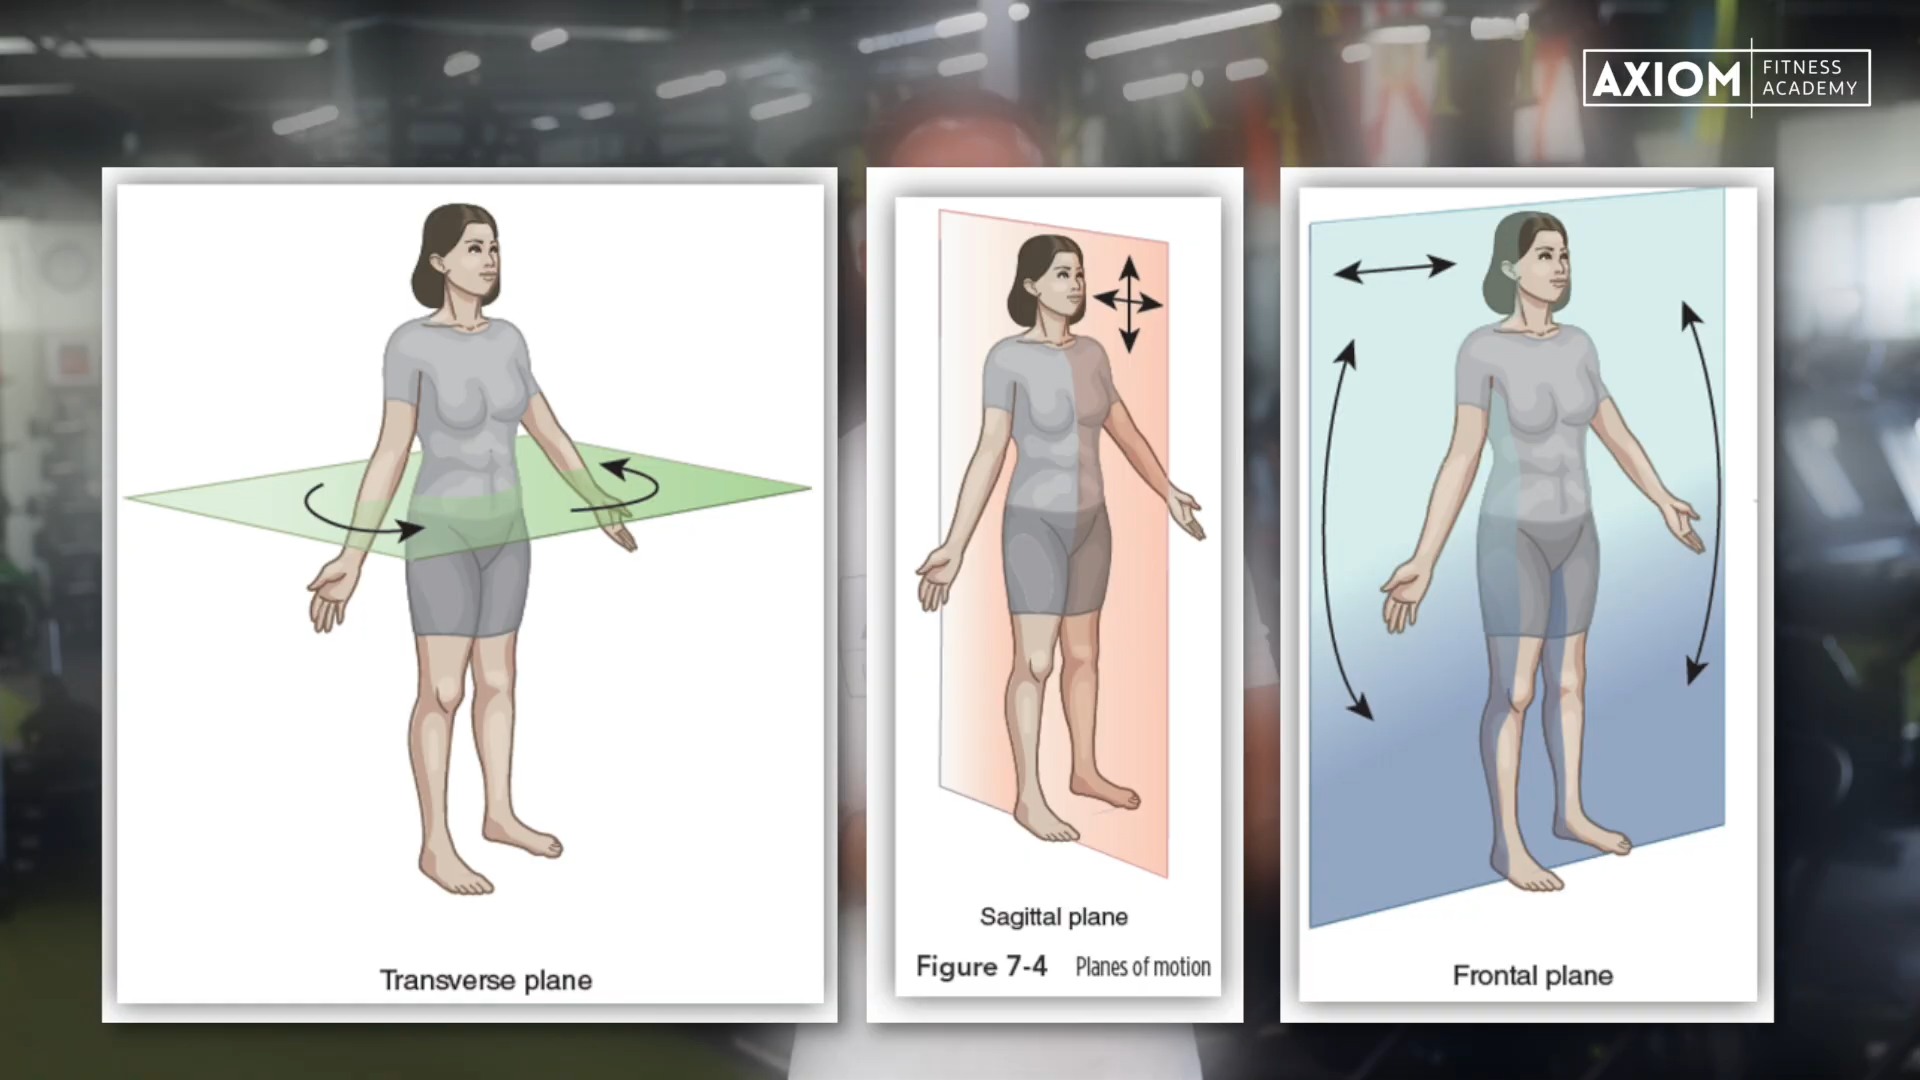 AXIOM
FITNESS
ACADEMY
Transverse plane
Sagittal plane
Figure 7-4 Planes of motion
Frontal plane